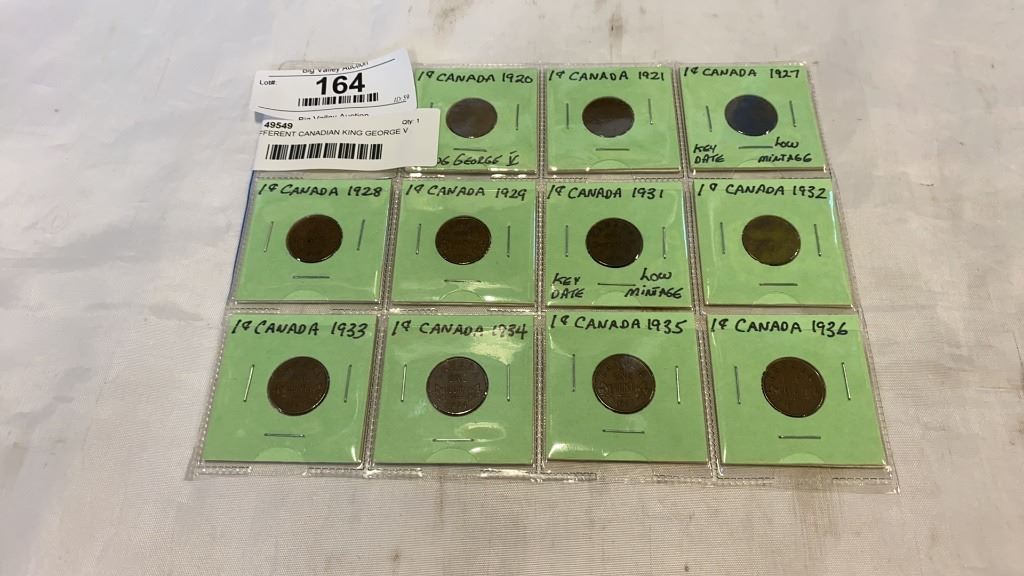 Big Valley Auction
Lot#:
164
10:59
Big Valley Auction
49549
Qty: 1
FFERENT CANADIAN KING GEORGE V
1¢ CANADA 1920
GEORGE V
1¢ CANADA 1921
1¢ CANADA 1927
KEY DATE
LOW MINTAGE
1¢ CANADA 1928
1¢ CANADA 1929
1¢ CANADA 1931
KEY DATE
LOW MINTAGE
1¢ CANADA 1932
1¢ CANADA 1933
1¢ CANADA 1934
1¢ CANADA 1935
1¢ CANADA 1936